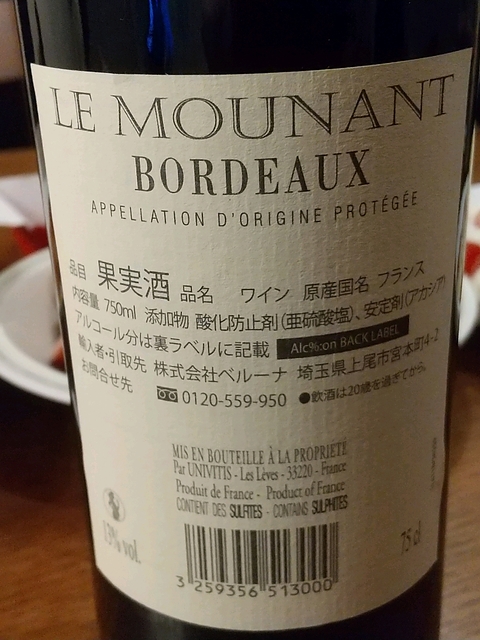 LE MOUNANT
BORDEAUX
APPELLATION D'ORIGINE PROTÉGÉE
品目 果実酒 品名 ワイン 原産国名 フランス
内容量 750ml 添加物 酸化防止剤(亜硫酸塩)、安定剤(アカシア)
アルコール分は裏ラベルに記載 Alc%:on BACK LABEL
輸入者・引取先 株式会社ベルーナ 埼玉県上尾市宮本町4-2
お問合せ先 0120-559-950 ●飲酒は20歳を過ぎてから。
MIS EN BOUTEILLE À LA PROPRIETE
Par UNIVITIS - Les Lèves - 33220 - France
Produit de France - Product of France
CONTIENT DES SULFITES - CONTAINS SULPHITES
13% vol.
75 cl
3 259356 513000